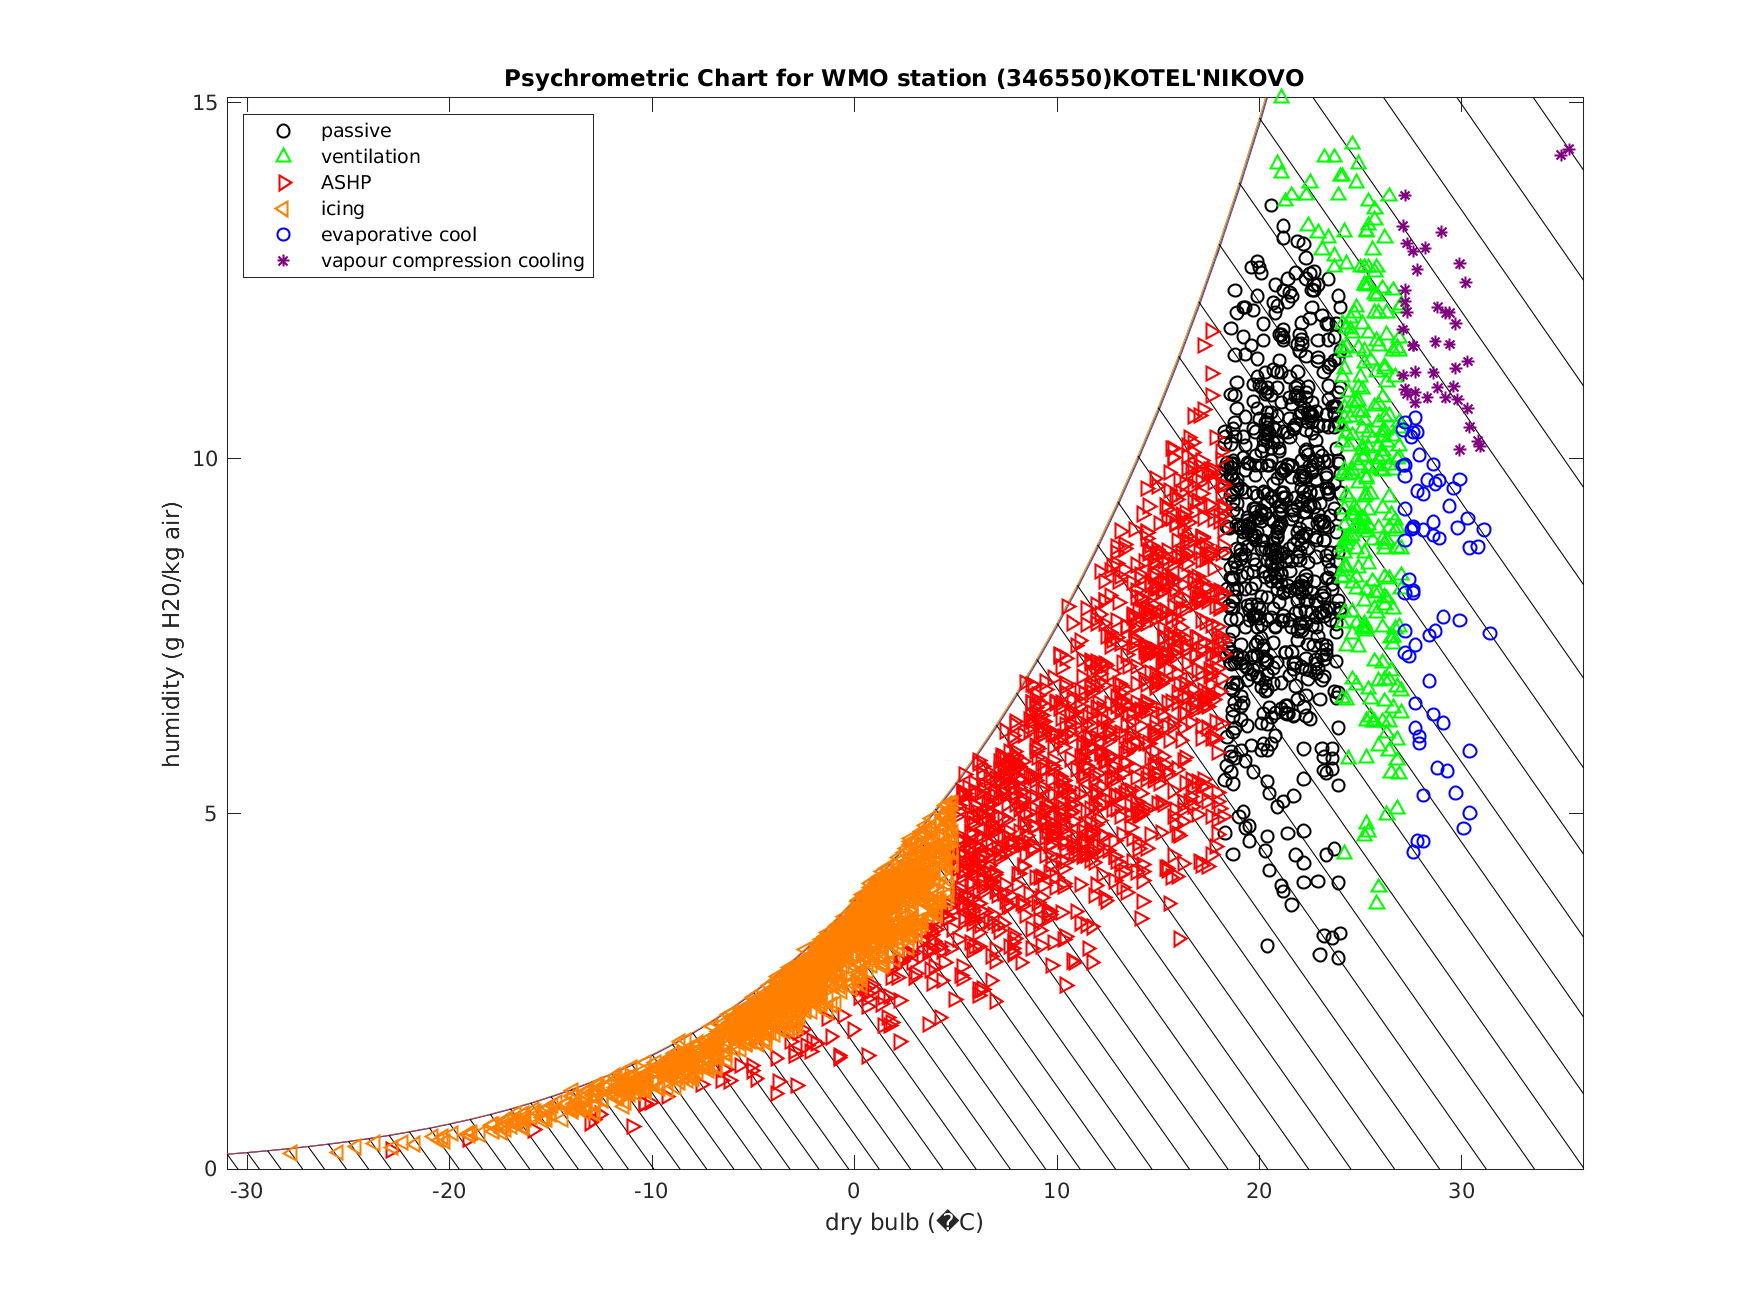 Psychrometric Chart for WMO station (346550)KOTEL'NIKOVO
passive
ventilation
ASHP
icing
evaporative cool
vapour compression cooling
humidity (g H20/kg air)
15
10
5
0
-30 -20 -10 0 10 20 30
dry bulb (�C)